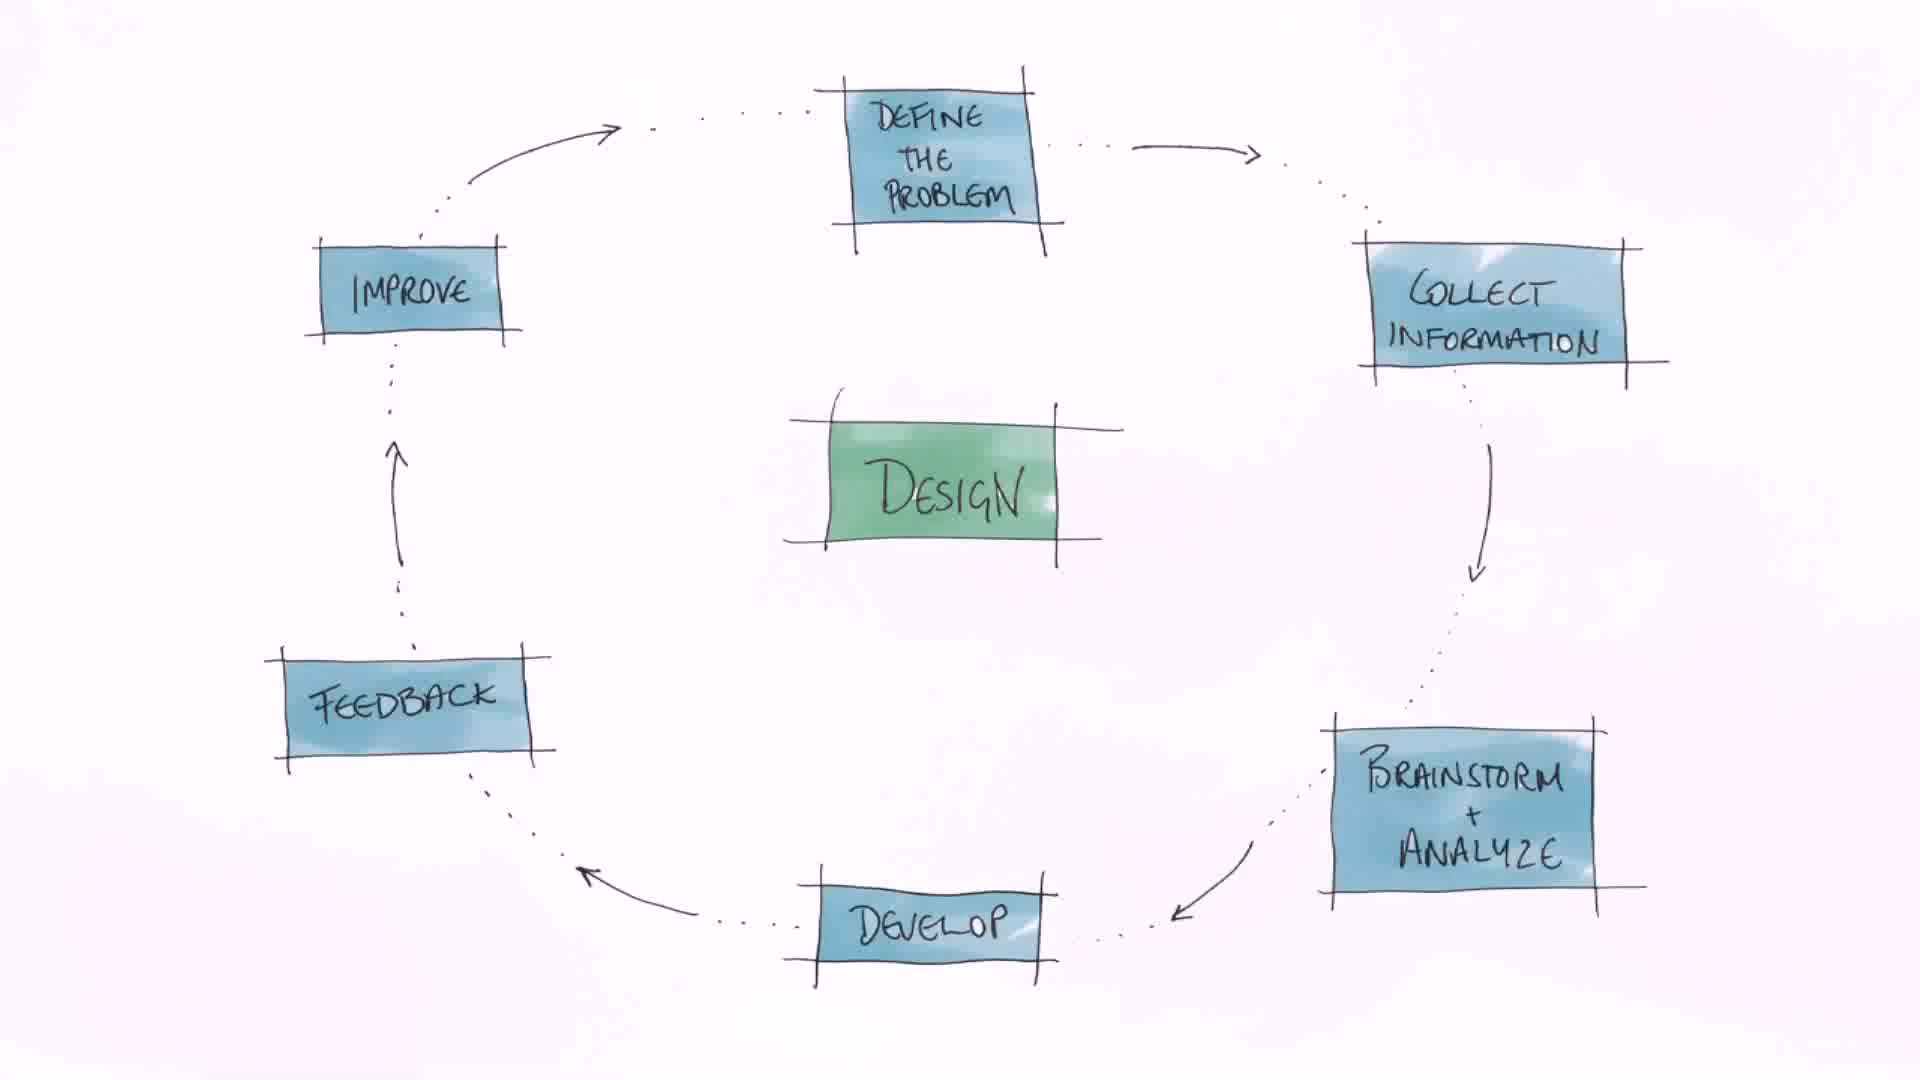 DEFINE
THE
PROBLEM
COLLECT
INFORMATION
BRAINSTORM
+
ANALYZE
DEVELOP
FEEDBACK
IMPROVE
DESIGN